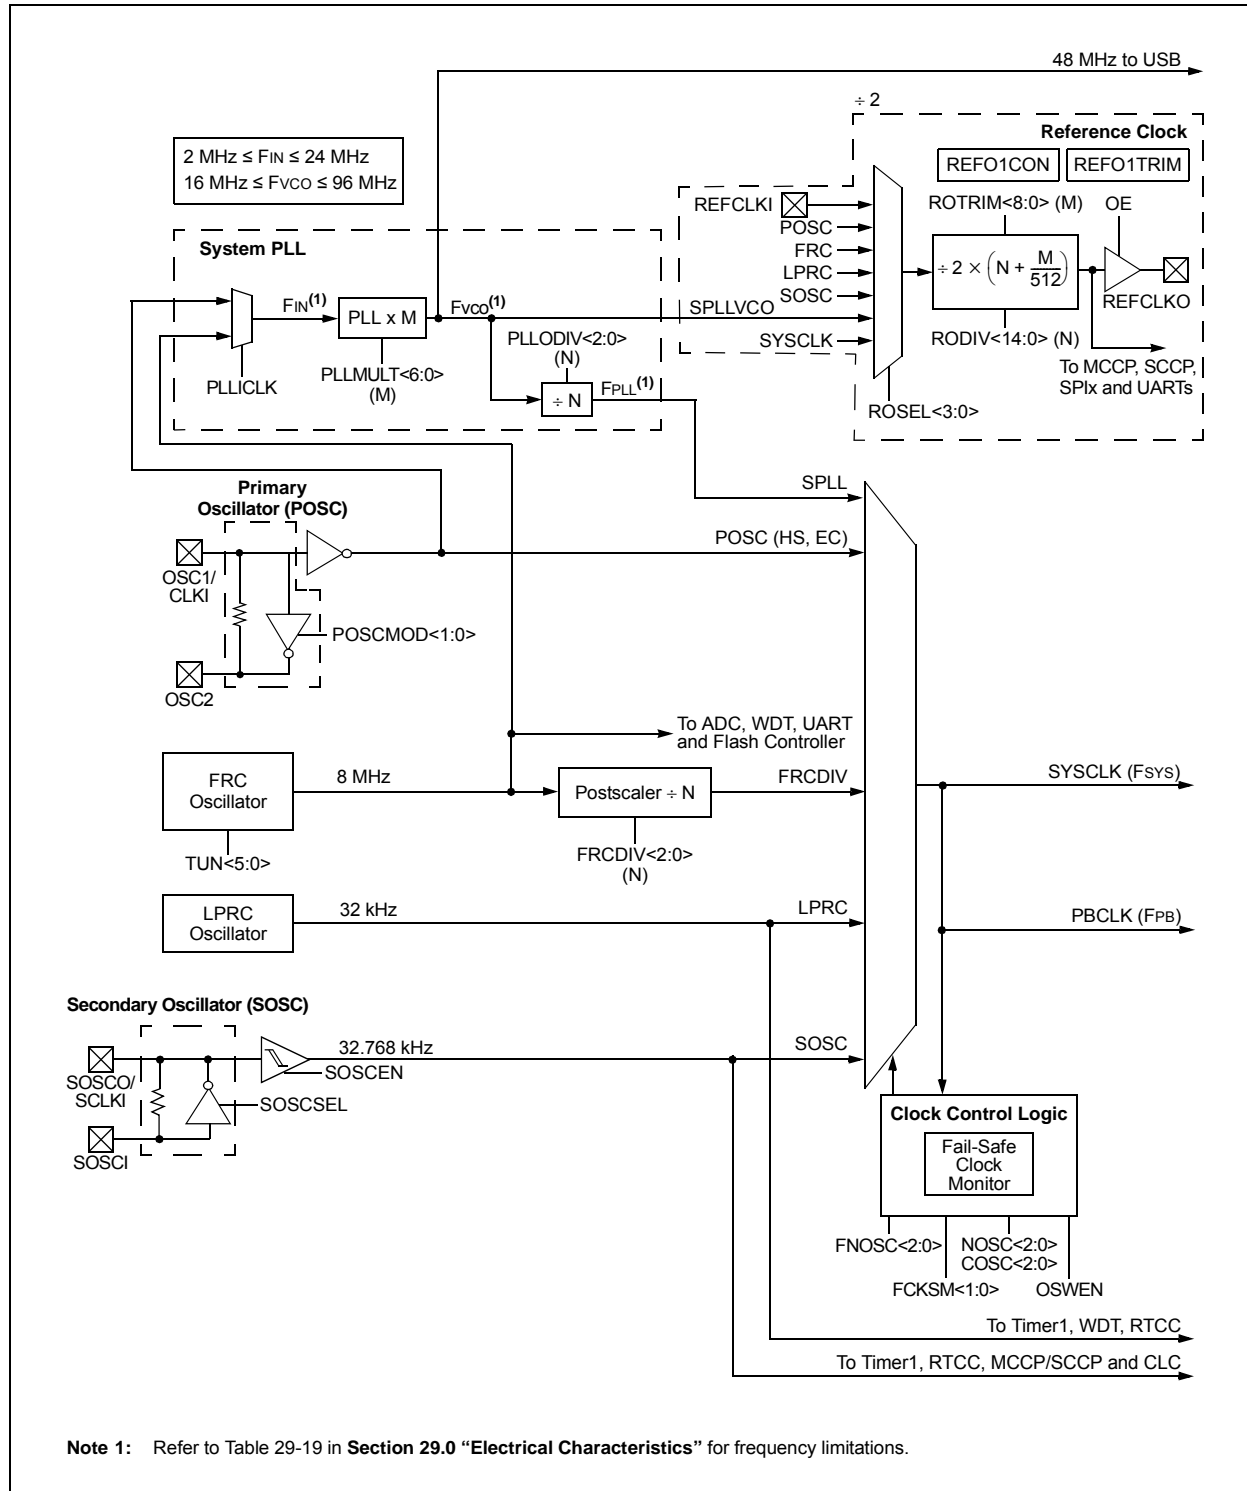 48 MHz to USB
÷ 2
Reference Clock
2 MHz ≤ FIN ≤ 24 MHz
16 MHz ≤ FVCO ≤ 96 MHz
REFO1CON
REFO1TRIM
REFCLKI
ROTRIM<8:0> (M)
OE
POSC
FRC
LPRC
SOSC
SPLLVCO
SYSCLK
÷ 2 × (N + M/512)
REFCLKO
RODIV<14:0> (N)
To MCCP, SCCP,
SPIx and UARTs
ROSEL<3:0>
System PLL
FIN(1)
PLL x M
FVCO(1)
PLLICLK
PLLMULT<6:0>
(M)
PLLODIV<2:0>
(N)
÷ N
FPLL(1)
SPLL
Primary
Oscillator (POSC)
POSC (HS, EC)
OSC1/
CLKI
POSCMOD<1:0>
OSC2
To ADC, WDT, UART
and Flash Controller
FRC
Oscillator
8 MHz
Postscaler ÷ N
FRCDIV
SYSCLK (FSYS)
TUN<5:0>
FRCDIV<2:0>
(N)
LPRC
Oscillator
32 kHz
LPRC
PBCLK (FPB)
Secondary Oscillator (SOSC)
32.768 kHz
SOSC
SOSCO/
SCLKI
SOSCEN
SOSCSEL
SOSCI
Clock Control Logic
Fail-Safe
Clock
Monitor
FNOSC<2:0>
NOSC<2:0>
COSC<2:0>
FCKSM<1:0>
OSWEN
To Timer1, WDT, RTCC
To Timer1, RTCC, MCCP/SCCP and CLC
Note 1: Refer to Table 29-19 in Section 29.0 “Electrical Characteristics” for frequency limitations.